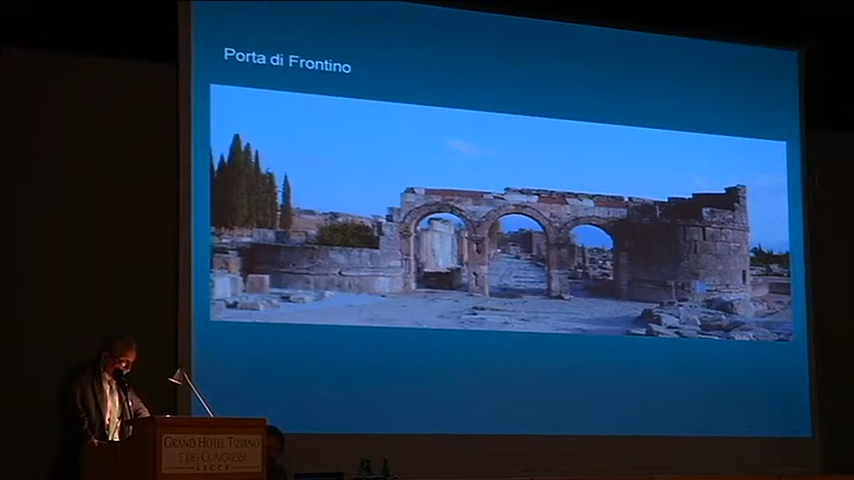 Porta di Frontino
GRAND HOTEL TIZIANO
E DEI CONGRESSI
LECCE